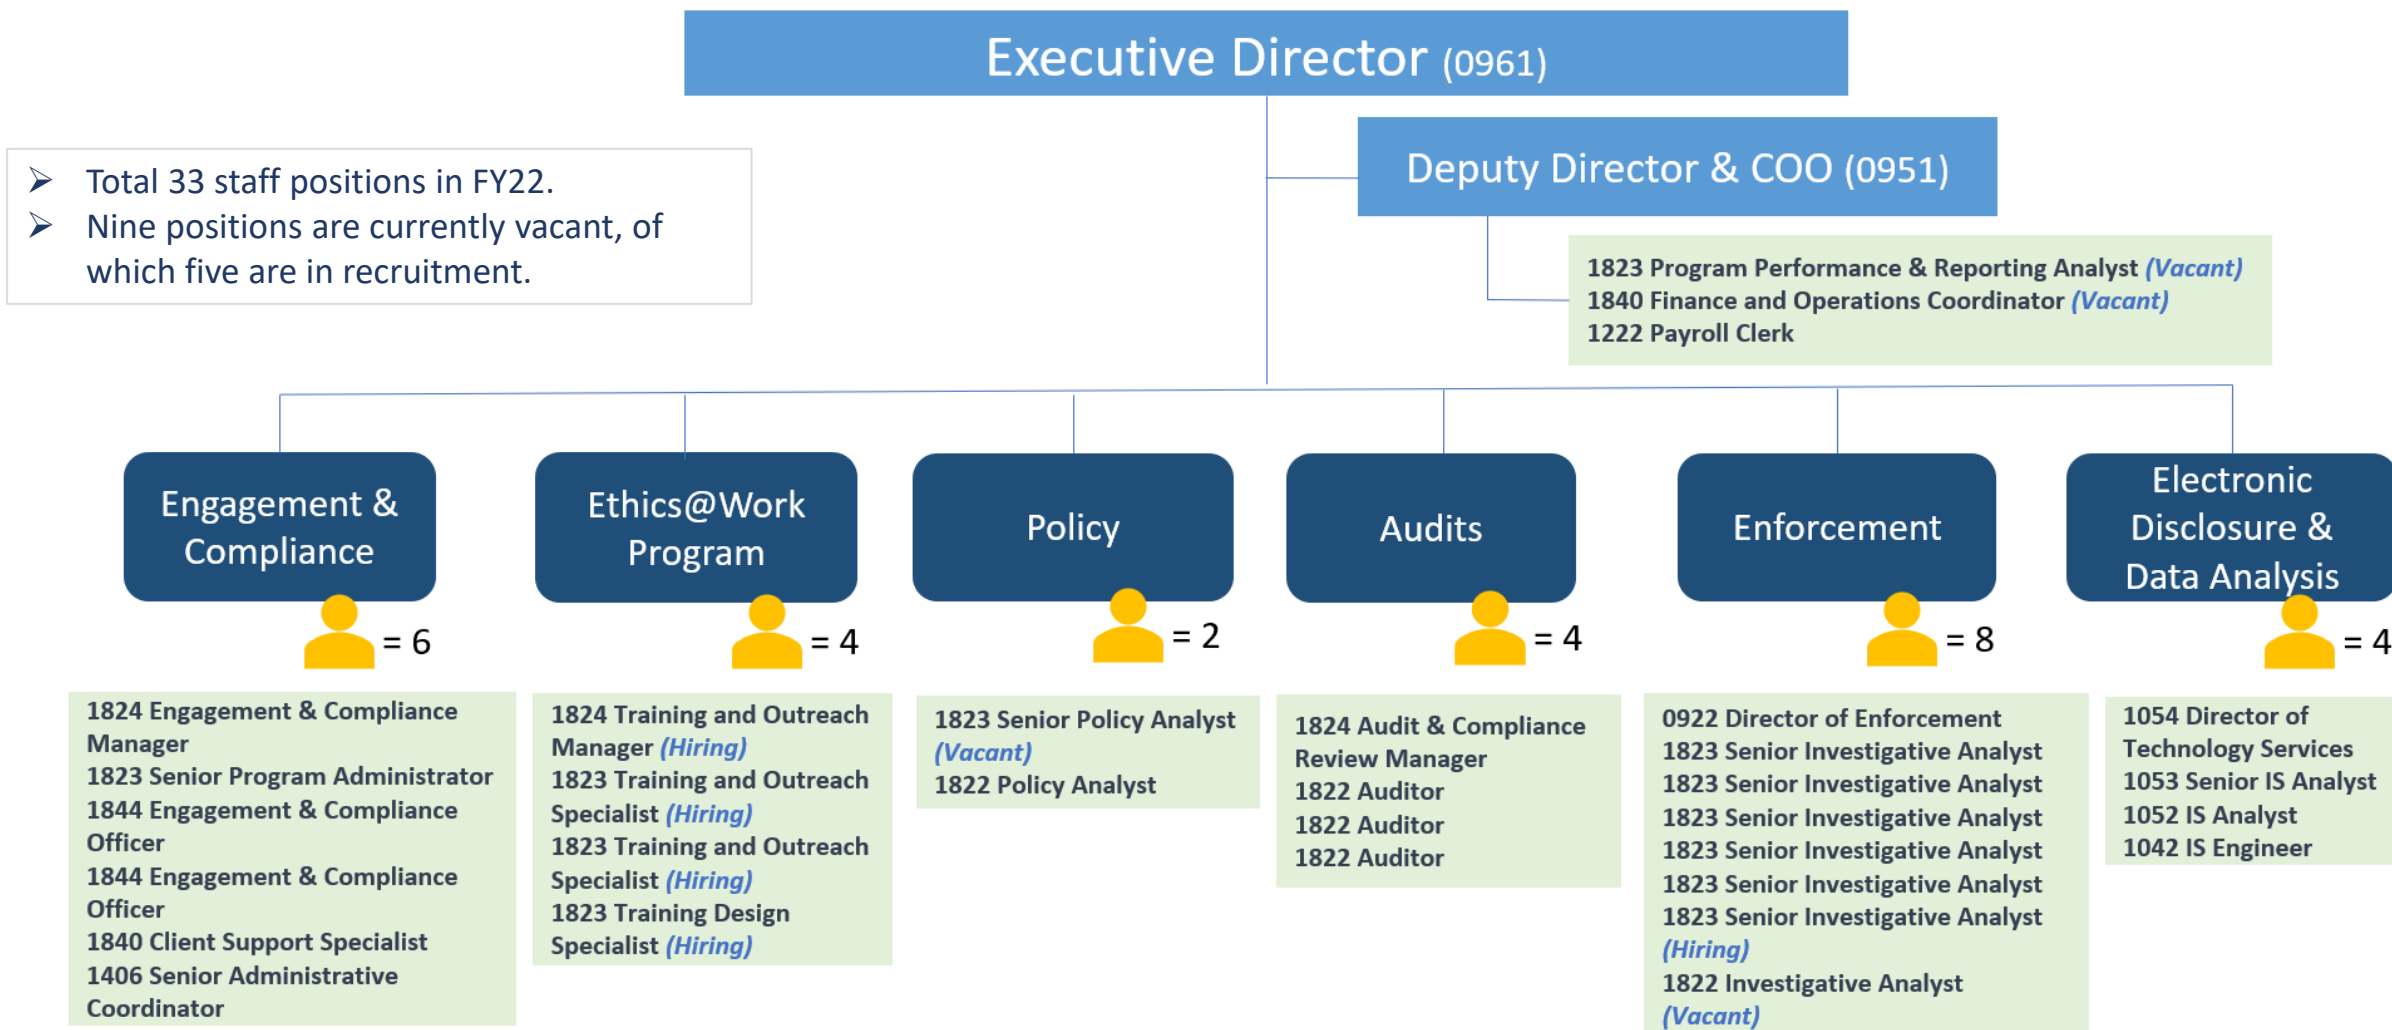 Executive Director (0961)
Deputy Director & COO (0951)
➢ Total 33 staff positions in FY22.
➢ Nine positions are currently vacant, of
which five are in recruitment.
1823 Program Performance & Reporting Analyst (Vacant)
1840 Finance and Operations Coordinator (Vacant)
1222 Payroll Clerk
Engagement &
Compliance
= 6
1824 Engagement & Compliance
Manager
1823 Senior Program Administrator
1844 Engagement & Compliance
Officer
1844 Engagement & Compliance
Officer
1840 Client Support Specialist
1406 Senior Administrative
Coordinator
Ethics@Work
Program
= 4
1824 Training and Outreach
Manager (Hiring)
1823 Training and Outreach
Specialist (Hiring)
1823 Training and Outreach
Specialist (Hiring)
1823 Training Design
Specialist (Hiring)
Policy
= 2
1823 Senior Policy Analyst
(Vacant)
1822 Policy Analyst
Audits
= 4
1824 Audit & Compliance
Review Manager
1822 Auditor
1822 Auditor
1822 Auditor
Enforcement
= 8
0922 Director of Enforcement
1823 Senior Investigative Analyst
1823 Senior Investigative Analyst
1823 Senior Investigative Analyst
1823 Senior Investigative Analyst
1823 Senior Investigative Analyst
1823 Senior Investigative Analyst
(Hiring)
1822 Investigative Analyst
(Vacant)
Electronic
Disclosure &
Data Analysis
= 4
1054 Director of
Technology Services
1053 Senior IS Analyst
1052 IS Analyst
1042 IS Engineer